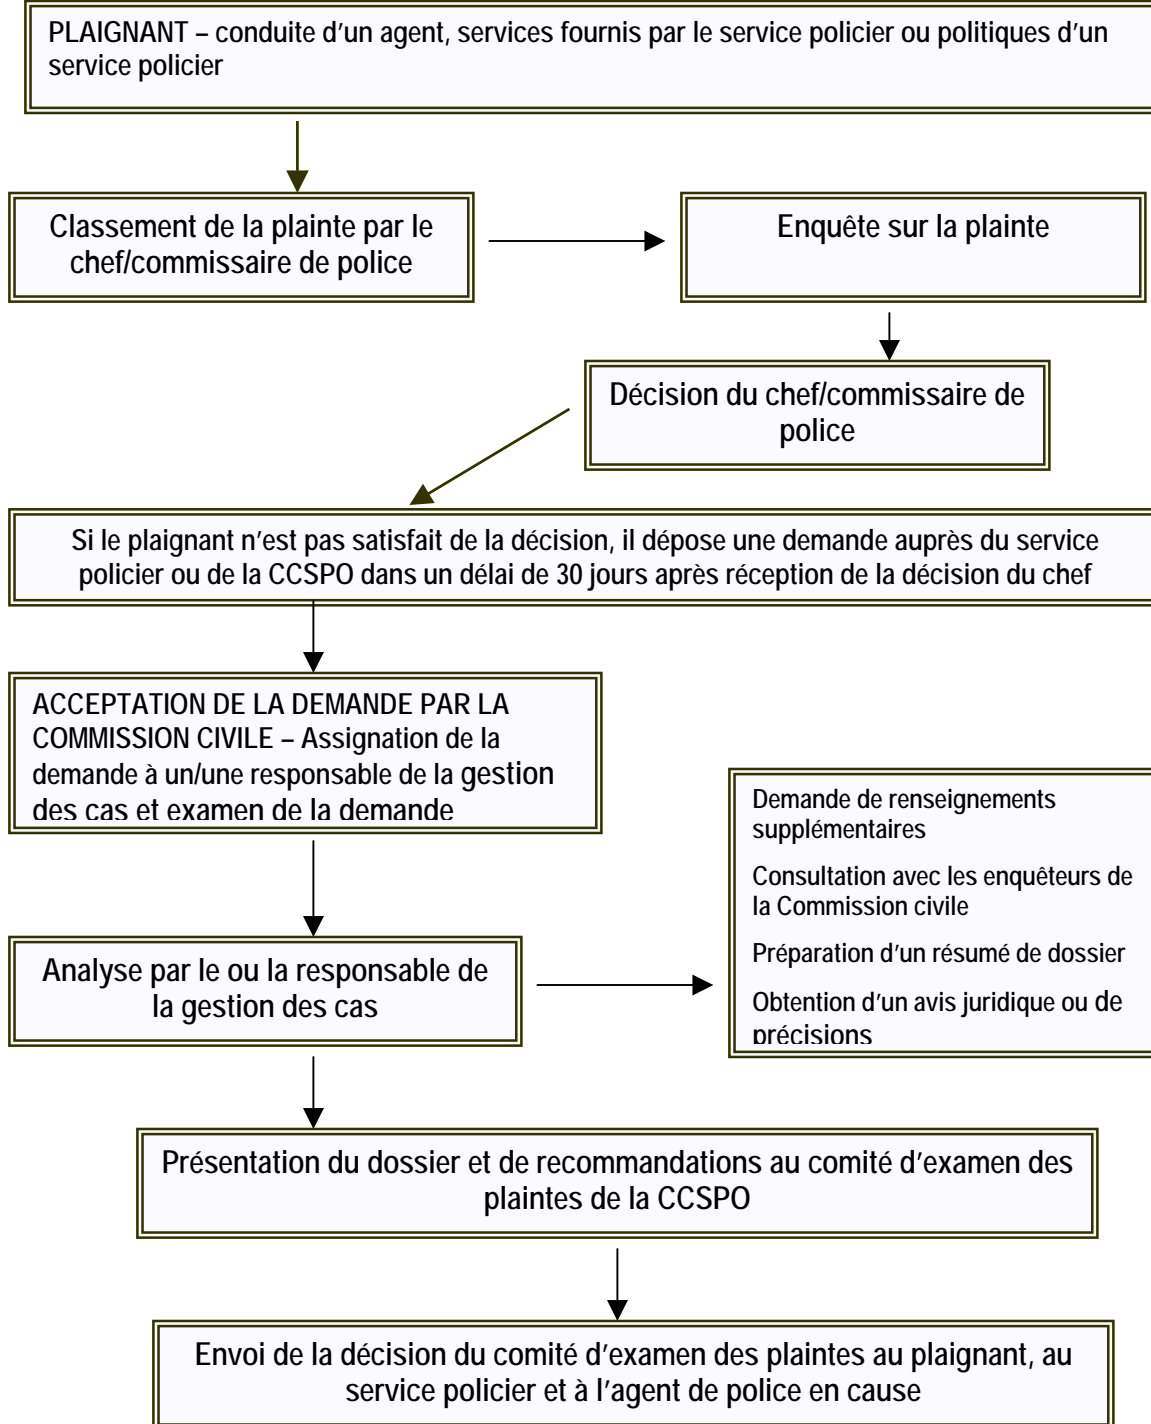 PLAIGNANT – conduite d’un agent, services fournis par le service policier ou politiques d’un
service policier
Classement de la plainte par le
chef/commissaire de police
Enquête sur la plainte
Décision du chef/commissaire de
police
Si le plaignant n’est pas satisfait de la décision, il dépose une demande auprès du service
policier ou de la CCSPO dans un délai de 30 jours après réception de la décision du chef
ACCEPTATION DE LA DEMANDE PAR LA
COMMISSION CIVILE – Assignation de la
demande à un/une responsable de la gestion
des cas et examen de la demande
Analyse par le ou la responsable de
la gestion des cas
Demande de renseignements
supplémentaires
Consultation avec les enquêteurs de
la Commission civile
Préparation d’un résumé de dossier
Obtention d’un avis juridique ou de
précisions
Présentation du dossier et de recommandations au comité d’examen des
plaintes de la CCSPO
Envoi de la décision du comité d’examen des plaintes au plaignant, au
service policier et à l’agent de police en cause